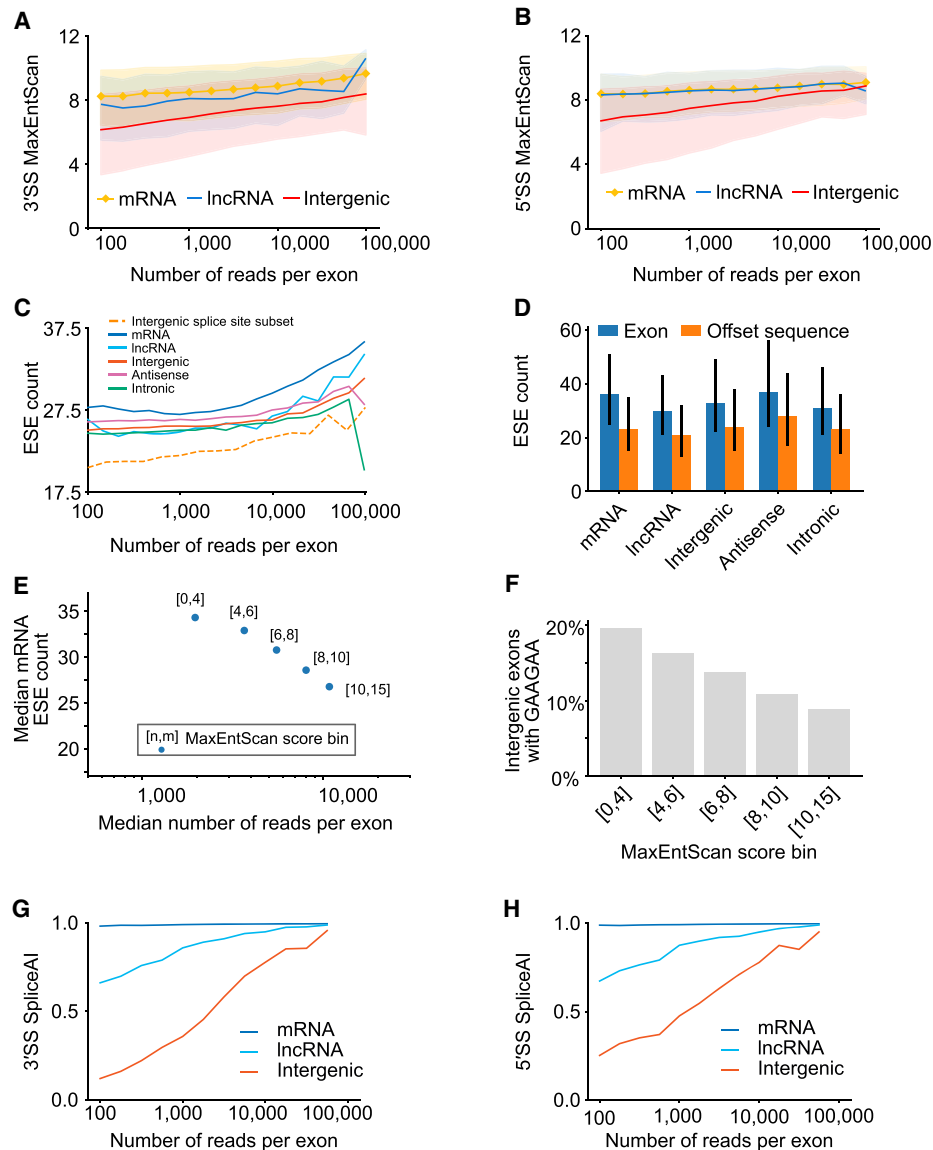 A
12
8
4
0
3′SS MaxEntScan
mRNA
lncRNA
Intergenic
100
1,000
10,000
100,000
Number of reads per exon
B
12
8
4
0
5′SS MaxEntScan
mRNA
lncRNA
Intergenic
100
1,000
10,000
100,000
Number of reads per exon
C
37.5
27.5
17.5
ESE count
Intergenic splice site subset
mRNA
lncRNA
Intergenic
Antisense
Intronic
100
1,000
10,000
100,000
Number of reads per exon
D
60
40
20
0
ESE count
Exon
Offset sequence
mRNA
lncRNA
Intergenic
Antisense
Intronic
E
35
30
25
20
Median mRNA
ESE count
[0,4]
[4,6]
[6,8]
[8,10]
[10,15]
[n,m]
MaxEntScan score bin
1,000
10,000
Median number of reads per exon
F
20%
10%
0%
Intergenic exons
with GAAGAA
[0,4]
[4,6]
[6,8]
[8,10]
[10,15]
MaxEntScan score bin
G
1.0
0.5
0.0
3′SS SpliceAI
mRNA
lncRNA
Intergenic
100
1,000
10,000
100,000
Number of reads per exon
H
1.0
0.5
0.0
5′SS SpliceAI
mRNA
lncRNA
Intergenic
100
1,000
10,000
100,000
Number of reads per exon